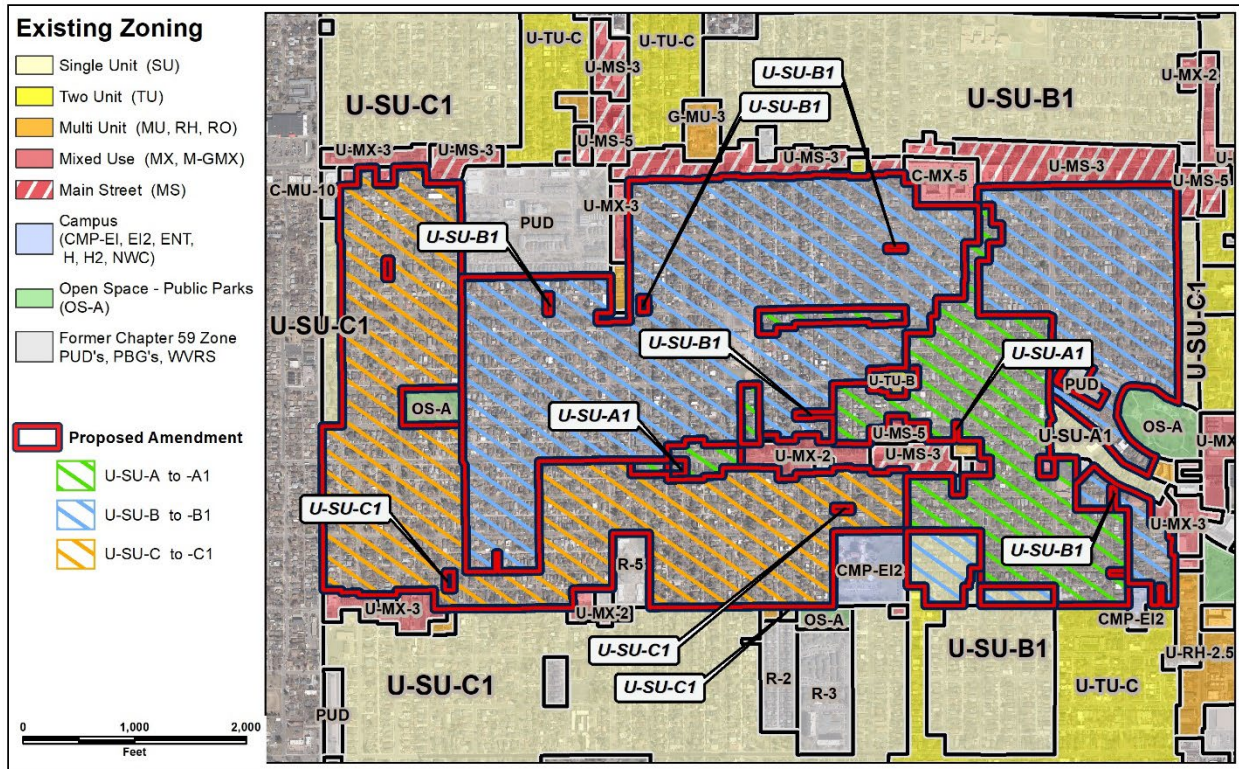 Existing Zoning
Single Unit (SU)
Two Unit (TU)
Multi Unit (MU, RH, RO)
Mixed Use (MX, M-GMX)
Main Street (MS)
Campus
(CMP-EI, EI2, ENT,
H, H2, NWC)
Open Space - Public Parks
(OS-A)
Former Chapter 59 Zone
PUD's, PBG's, WVRS
Proposed Amendment
U-SU-A to -A1
U-SU-B to -B1
U-SU-C to -C1
0 1,000 2,000
Feet
U-TU-C
U-TU-C
U-MS-3
U-SU-B1
U-MX-2
U-SU-C1
U-SU-B1
U-SU-B1
G-MU-3
U-MS-5
U-MX-3
U-MS-3
U-MS-3
U-MS-3
U-
C-MX-5
U-MS-5
C-MU-10
PUD
U-MX-3
U-SU-B1
U-SU-C1
U-SU-C1
U-SU-B1
U-SU-A1
U-TU-B
PUD
OS-A
U-SU-A1
OS-A
U-SU-A1
U-MS-5
U-MX
U-MX-2
U-MS-3
U-SU-C1
U-MX-3
U-SU-B1
R-5
CMP-EI2
U-MX-3
U-MX-2
OS-A
CMP-EI2
U-SU-C1
U-SU-B1
U-RH-2.5
U-SU-C1
U-SU-C1
R-2
R-3
U-TU-C
PUD